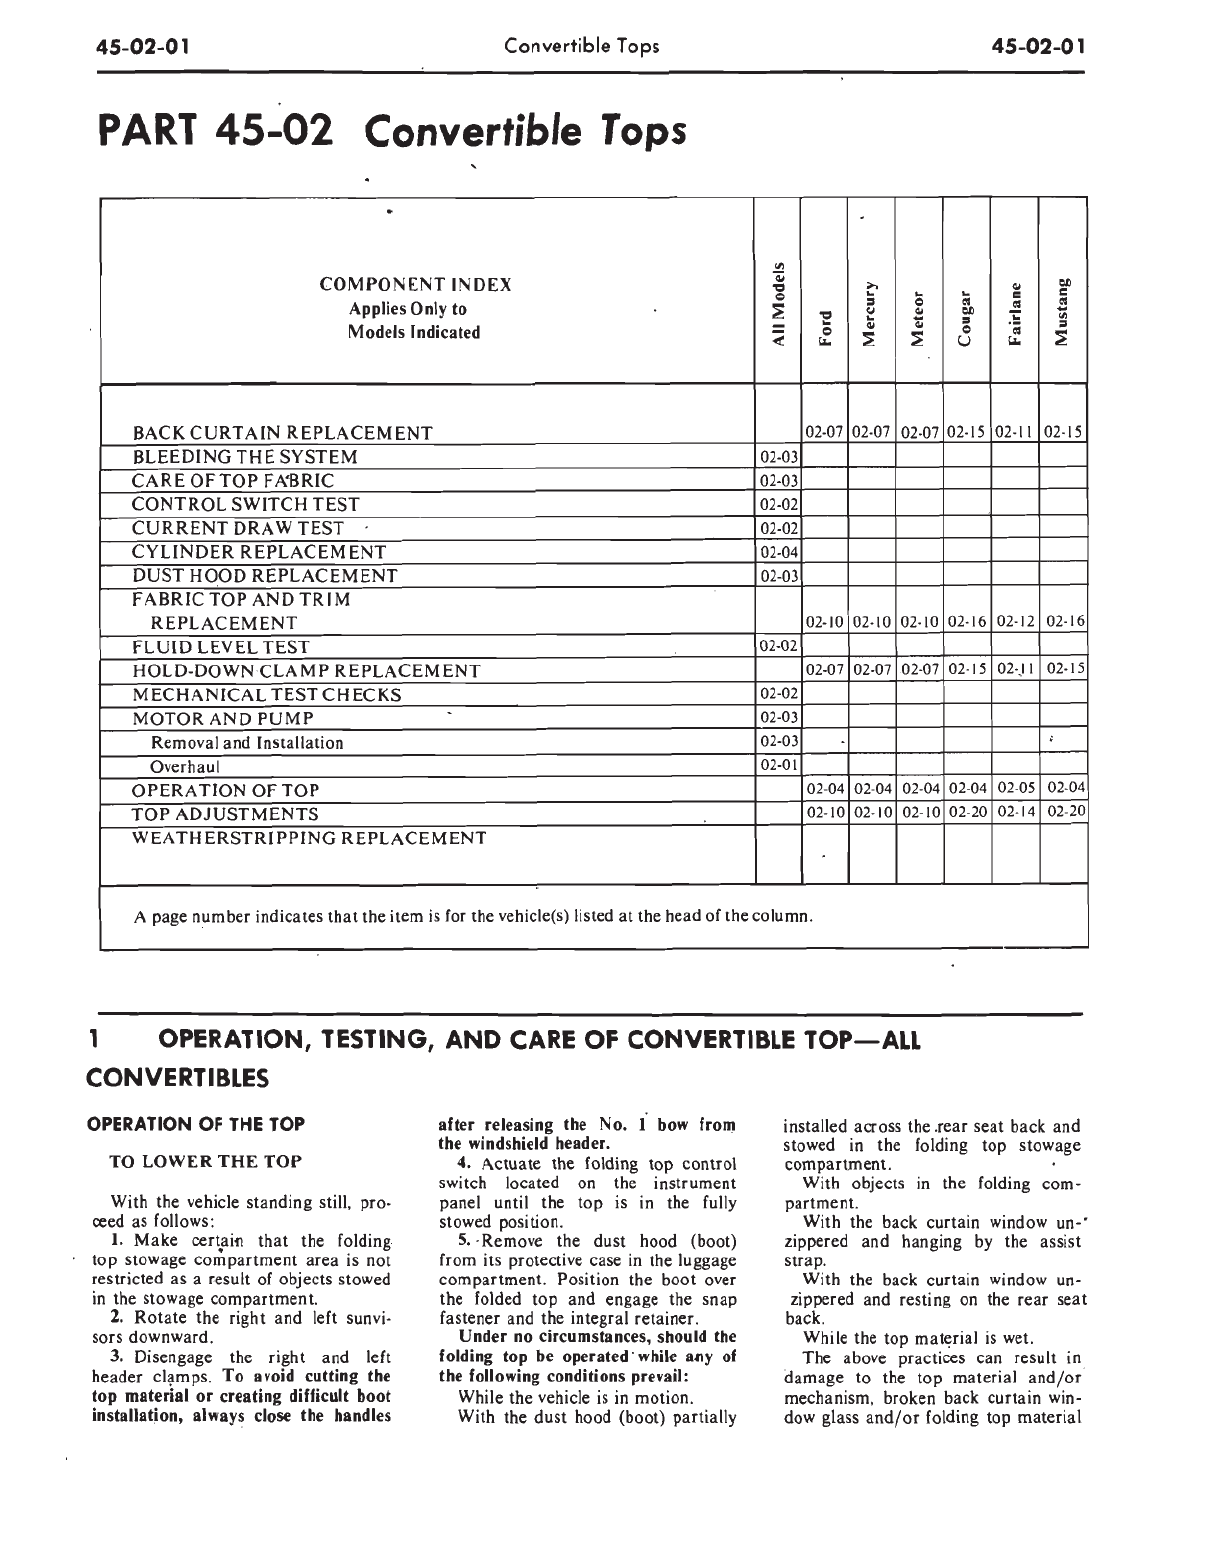 45-02-01 Convertible Tops 45-02-01
PART 45-02 Convertible Tops
COMPONENT INDEX
Applies Only to
Models Indicated
All Models Ford Mercury Meteor Cougar Fairlane Mustang
BACK CURTAIN REPLACEMENT 02-07 02-07 02-07 02-15 02-11 02-15
BLEEDING THE SYSTEM 02-03
CARE OF TOP FABRIC 02-03
CONTROL SWITCH TEST 02-02
CURRENT DRAW TEST 02-02
CYLINDER REPLACEMENT 02-04
DUST HOOD REPLACEMENT 02-03
FABRIC TOP AND TRIM
REPLACEMENT 02-10 02-10 02-10 02-16 02-12 02-16
FLUID LEVEL TEST 02-02
HOLD-DOWN CLAMP REPLACEMENT 02-07 02-07 02-07 02-15 02-11 02-15
MECHANICAL TEST CHECKS 02-02
MOTOR AND PUMP 02-03
Removal and Installation 02-03
Overhaul 02-01
OPERATION OF TOP 02-04 02-04 02-04 02-04 02-05 02-04
TOP ADJUSTMENTS 02-10 02-10 02-10 02-20 02-14 02-20
WEATHERSTRIPPING REPLACEMENT
A page number indicates that the item is for the vehicle(s) listed at the head of the column.
1 OPERATION, TESTING, AND CARE OF CONVERTIBLE TOP—ALL
CONVERTIBLES
OPERATION OF THE TOP
TO LOWER THE TOP
With the vehicle standing still, pro-
ceed as follows:
1. Make certain that the folding
top stowage compartment area is not
restricted as a result of objects stowed
in the stowage compartment.
2. Rotate the right and left sunvi-
sors downward.
3. Disengage the right and left
header clamps. To avoid cutting the
top material or creating difficult boot
installation, always close the handles
after releasing the No. 1 bow from
the windshield header.
4. Actuate the folding top control
switch located on the instrument
panel until the top is in the fully
stowed position.
5. Remove the dust hood (boot)
from its protective case in the luggage
compartment. Position the boot over
the folded top and engage the snap
fastener and the integral retainer.
Under no circumstances, should the
folding top be operated while any of
the following conditions prevail:
While the vehicle is in motion.
With the dust hood (boot) partially
installed across the rear seat back and
stowed in the folding top stowage
compartment.
With objects in the folding com-
partment.
With the back curtain window un-
zippered and hanging by the assist
strap.
With the back curtain window un-
zippered and resting on the rear seat
back.
While the top material is wet.
The above practices can result in
damage to the top material and/or
mechanism, broken back curtain win-
dow glass and/or folding top material